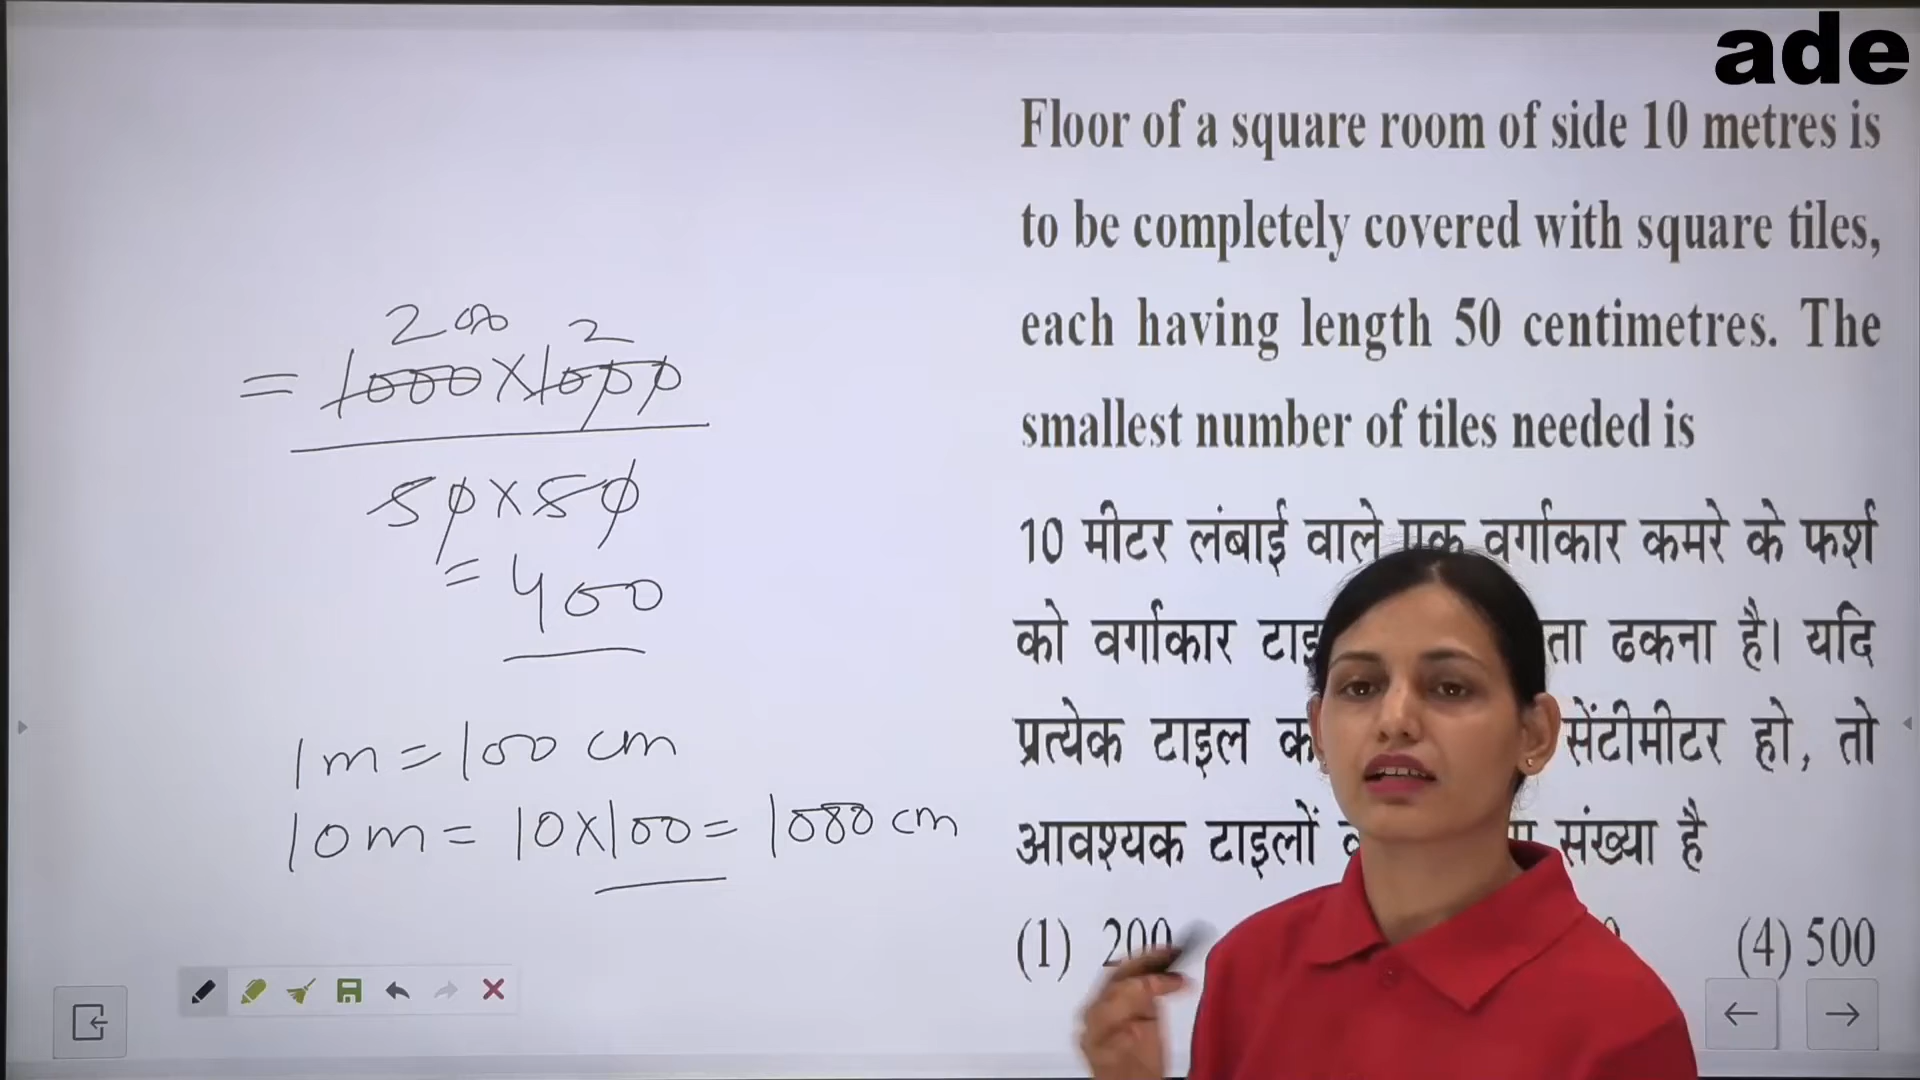 ade
Floor of a square room of side 10 metres is
to be completely covered with square tiles,
each having length 50 centimetres. The
smallest number of tiles needed is
10 मीटर लंबाई वाले एक वर्गाकार कमरे के फर्श
को वर्गाकार ढकना है। यदि
प्रत्येक टाइल सेंटीमीटर हो, तो
आवश्यक टाइलों संख्या है
(1) 200 (4) 500
200 2
= 1000 X 1000
50 X 50
= 400
1m = 100 cm
10m = 10X100 = 1000 cm